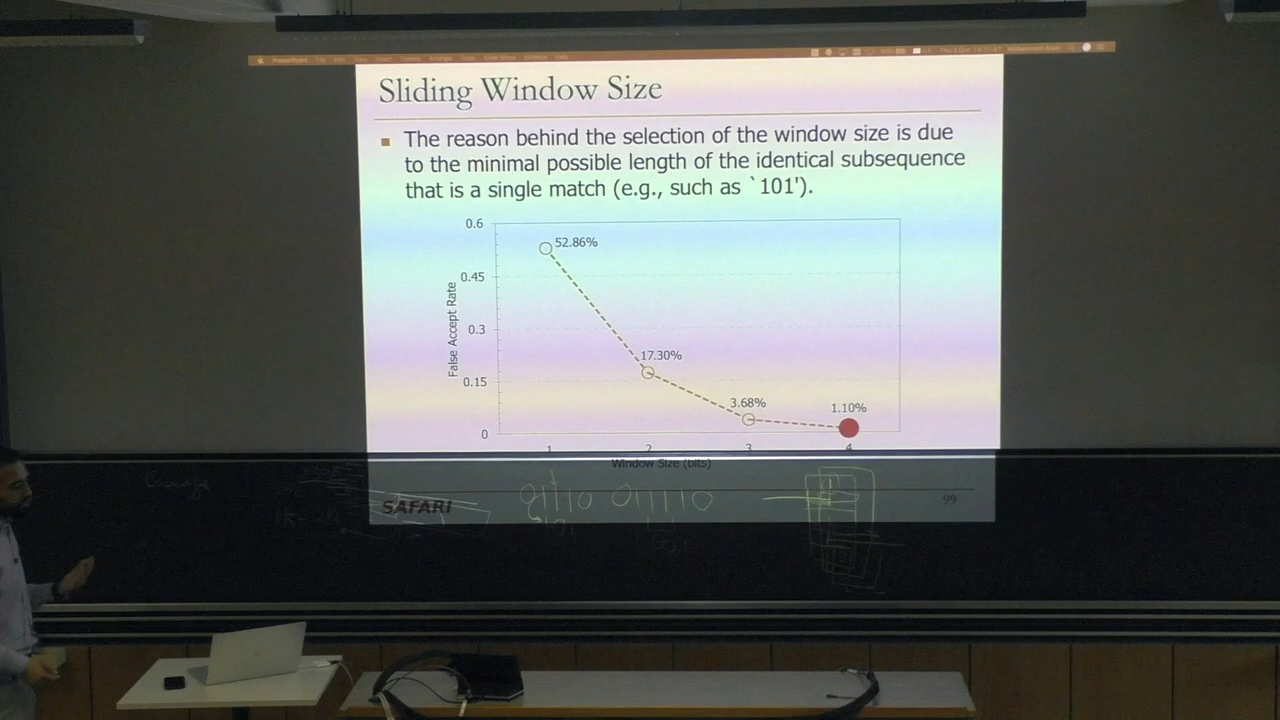 PowerPoint
Sliding Window Size
The reason behind the selection of the window size is due
to the minimal possible length of the identical subsequence
that is a single match (e.g., such as `101').
0.6
0.45
0.3
0.15
0
False Accept Rate
52.86%
17.30%
3.68%
1.10%
1 2 3 4
Window Size (bits)
SAFARI
99